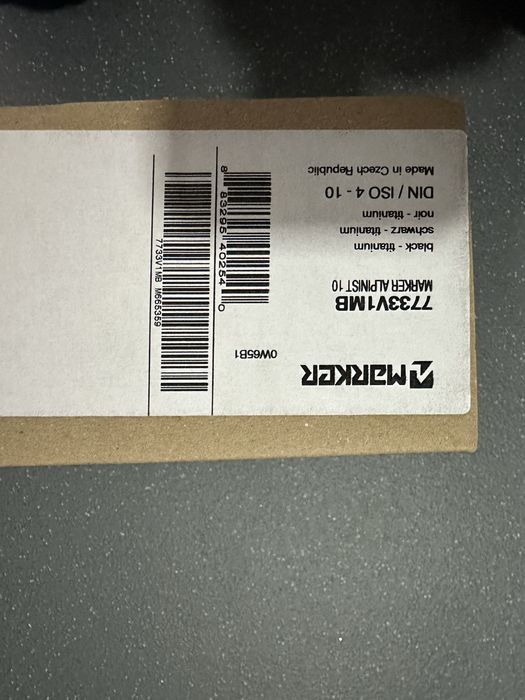 MARKER
7733V1MB
MARKER ALPINIST 10
black - titanium
schwarz - titanium
noir - titanium
DIN / ISO 4 - 10
Made in Czech Republic
0W65B1
8 83295 40254 0
7733V1MB M665359